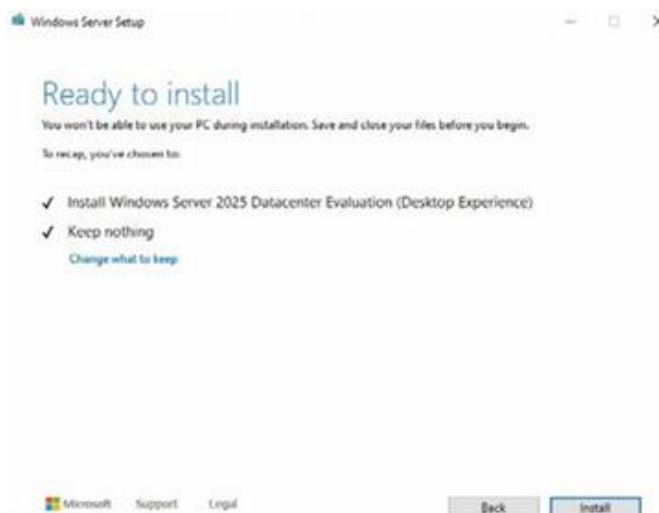 Windows Server Setup
Ready to install
You won't be able to use your PC during installation. Save and close your files before you begin.
To recap, you've chosen to:
✓ Install Windows Server 2025 Datacenter Evaluation (Desktop Experience)
✓ Keep nothing
Change what to keep
Microsoft Support Legal
Back Install